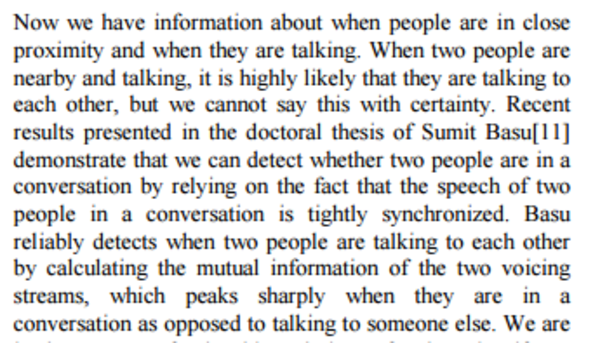 Now we have information about when people are in close
proximity and when they are talking. When two people are
nearby and talking, it is highly likely that they are talking to
each other, but we cannot say this with certainty. Recent
results presented in the doctoral thesis of Sumit Basu[11]
demonstrate that we can detect whether two people are in a
conversation by relying on the fact that the speech of two
people in a conversation is tightly synchronized. Basu
reliably detects when two people are talking to each other
by calculating the mutual information of the two voicing
streams, which peaks sharply when they are in a
conversation as opposed to talking to someone else. We are